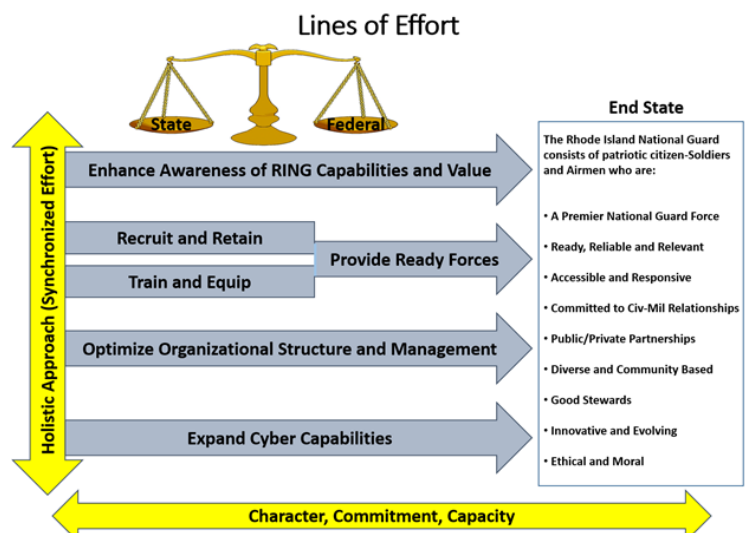 Lines of Effort
State
Federal
Holistic Approach (Synchronized Effort)
Enhance Awareness of RING Capabilities and Value
Recruit and Retain
Train and Equip
Provide Ready Forces
Optimize Organizational Structure and Management
Expand Cyber Capabilities
End State
The Rhode Island National Guard
consists of patriotic citizen-Soldiers
and Airmen who are:
• A Premier National Guard Force
• Ready, Reliable and Relevant
• Accessible and Responsive
• Committed to Civ-Mil Relationships
• Public/Private Partnerships
• Diverse and Community Based
• Good Stewards
• Innovative and Evolving
• Ethical and Moral
Character, Commitment, Capacity